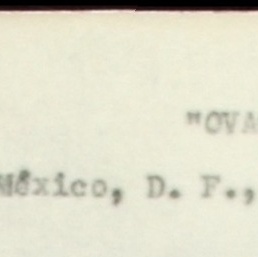 "OVA
México, D. F.,